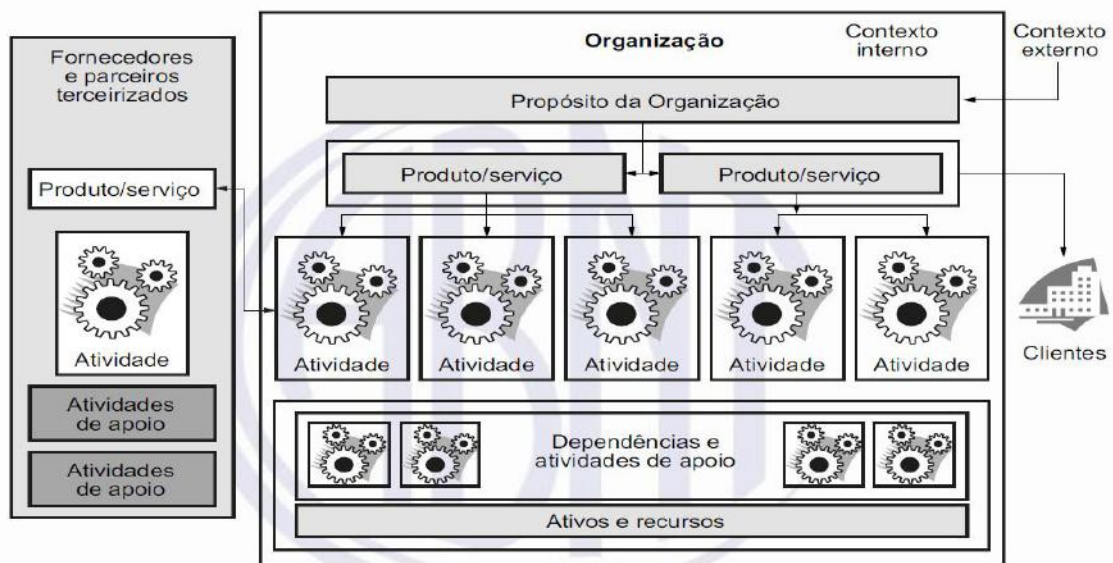 Fornecedores
e parceiros
terceirizados
Produto/serviço
Atividade
Atividades
de apoio
Atividades
de apoio
Organização
Contexto
interno
Contexto
externo
Propósito da Organização
Produto/serviço
Produto/serviço
Atividade
Atividade
Atividade
Atividade
Atividade
Clientes
Dependências e
atividades de apoio
Ativos e recursos
ABNT